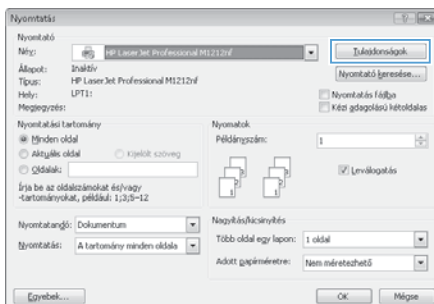 Nyomtatás
Nyomtató
Név: HP LaserJet Professional M1212nf Tulajdonságok
Állapot: Inaktív Nyomtató keresése...
Típus: HP LaserJet Professional M1212nf
Hely: LPT1: Nyomtatás fájlba
Megjegyzés: Kézi adagolású kétoldalas
Nyomtatási tartomány
Minden oldal
Aktuális oldal Kijelölt szöveg
Oldalak:
Írja be az oldalszámokat és/vagy
-tartományokat, például: 1;3;5–12
Nyomatok
Példányszám: 1
Leválogatás
Nyomtatandó: Dokumentum
Nyomtatás: A tartomány minden oldala
Nagyítás/kicsinyítés
Több oldal egy lapon: 1 oldal
Adott papírméretre: Nem méretezhető
Egyebek... OK Mégse